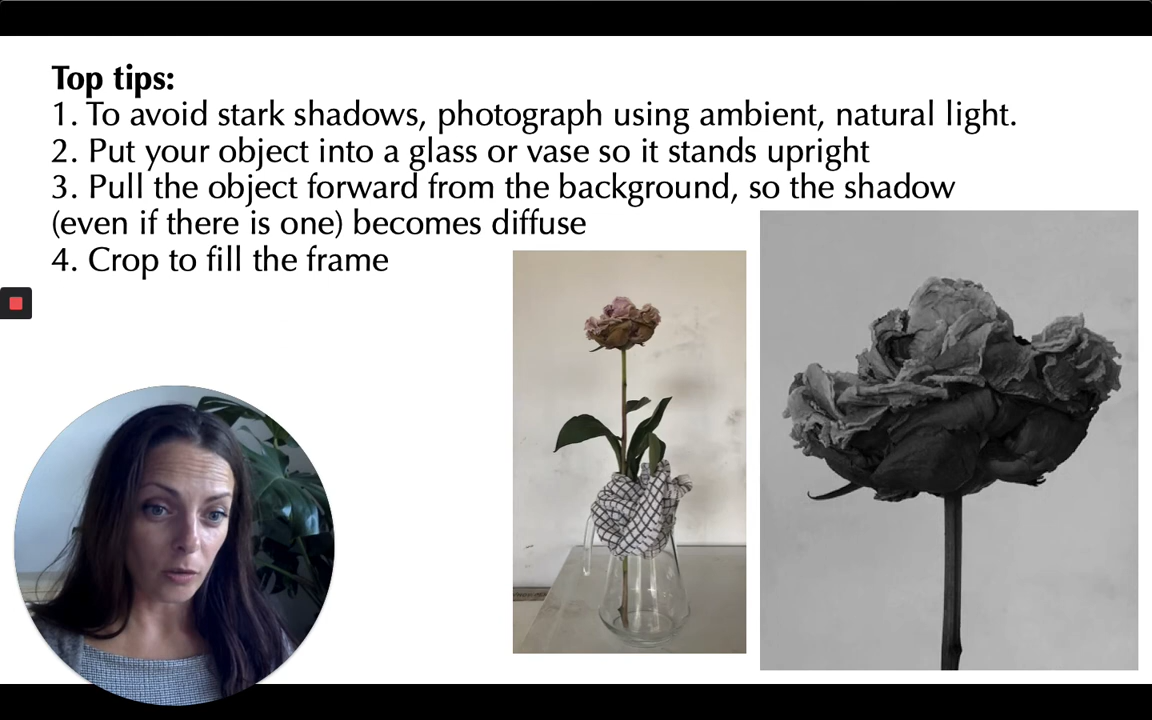 Top tips:
1. To avoid stark shadows, photograph using ambient, natural light.
2. Put your object into a glass or vase so it stands upright
3. Pull the object forward from the background, so the shadow
(even if there is one) becomes diffuse
4. Crop to fill the frame